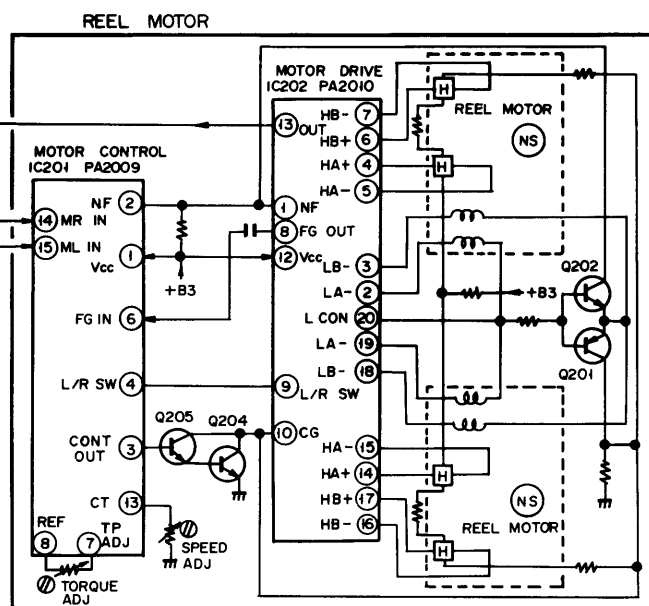 REEL MOTOR
MOTOR DRIVE
IC202 PA2010
MOTOR CONTROL
IC201 PA2009
NF 2
14 MR IN
15 ML IN
Vcc 1
+B3
FG IN 6
L/R SW 4
CONT OUT 3
CT 13
REF 8
TP ADJ 7
TORQUE ADJ
SPEED ADJ
Q205
Q204
13 OUT
1 NF
8 FG OUT
12 Vcc
9 L/R SW
10 CG
HB- 7
HB+ 6
HA+ 4
HA- 5
LB- 3
LA- 2
L CON 20
LA- 19
LB- 18
HA- 15
HA+ 14
HB+ 17
HB- 16
H
REEL MOTOR
NS
H
+B3
Q202
Q201
H
NS
REEL MOTOR
H